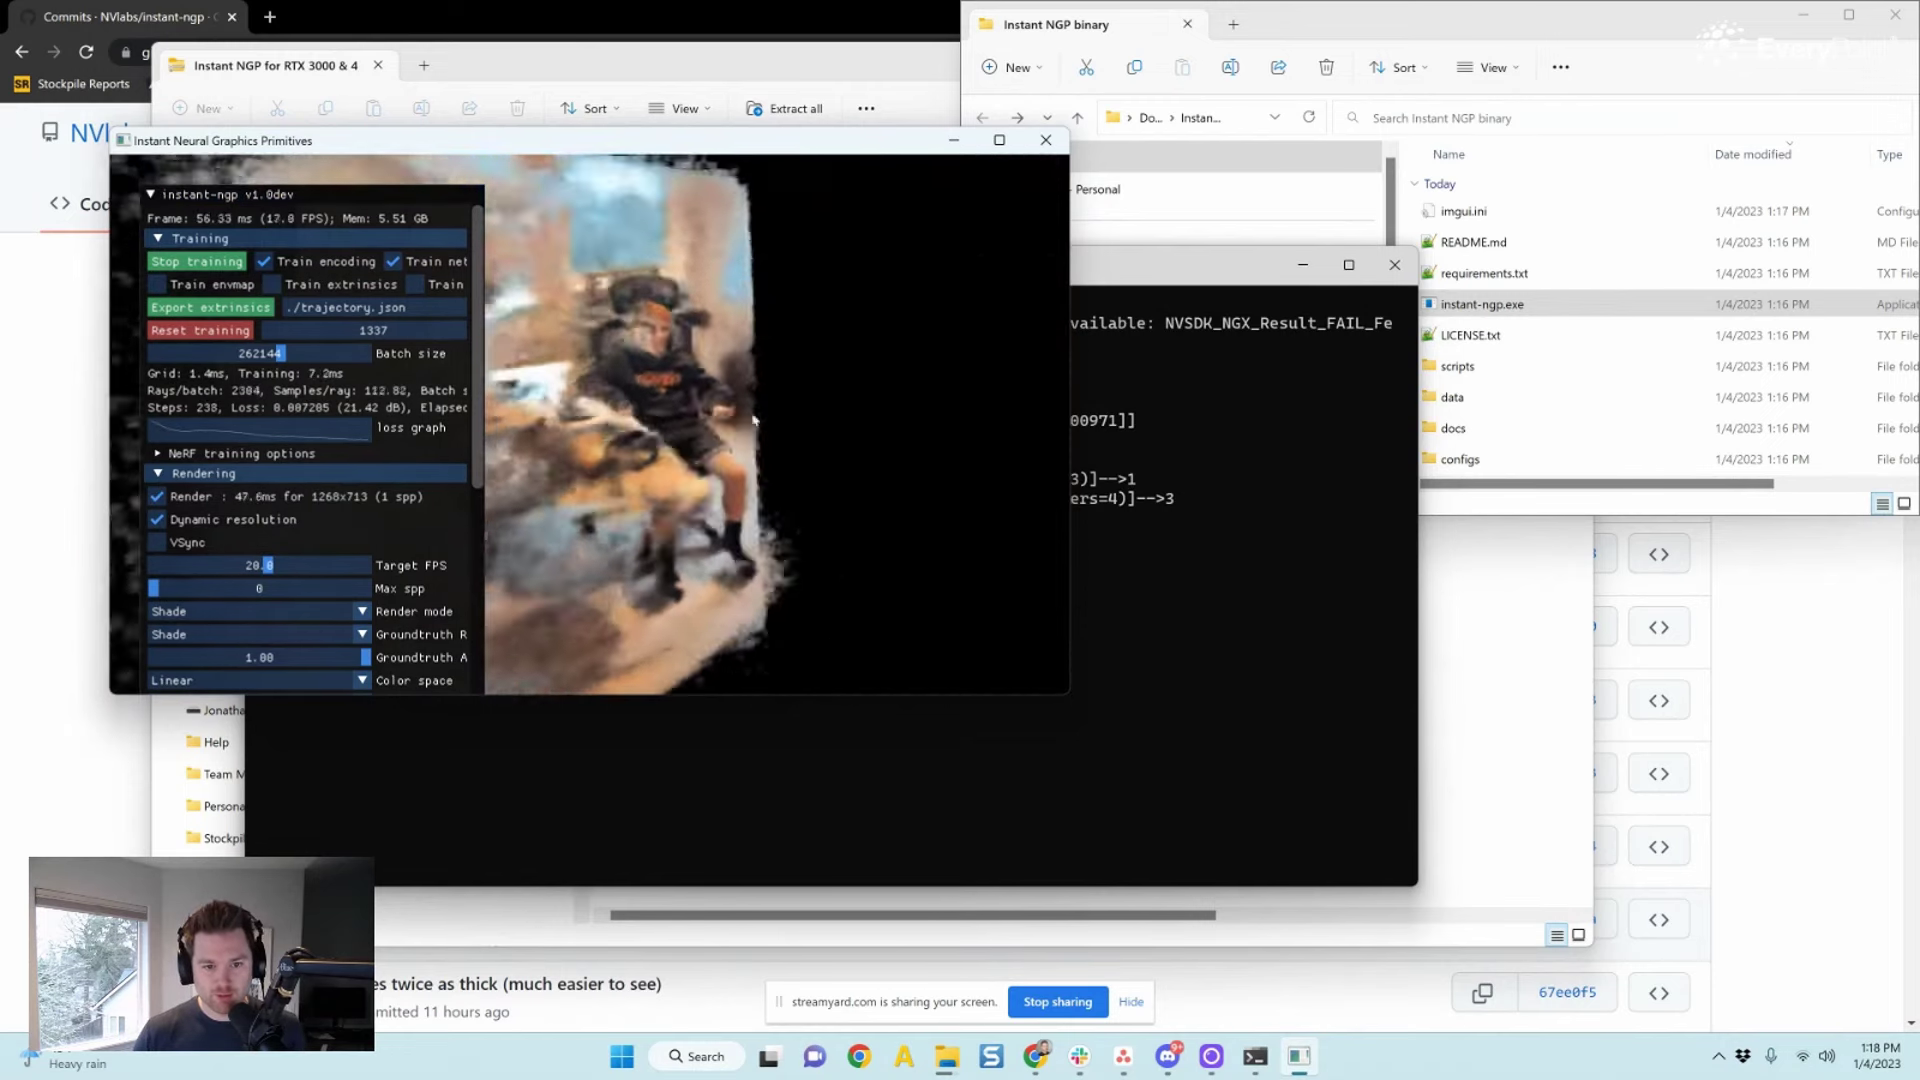 Commits · NVlabs/instant-ngp ·
Instant NGP binary
EveryPoint
g
Instant NGP for RTX 3000 & 4
New
Sort
View
SR Stockpile Reports
New
Sort
View
Extract all
Do...
Instan...
Search Instant NGP binary
NVl
Instant Neural Graphics Primitives
Name
Date modified
Type
Personal
Today
Cod
instant-ngp v1.0dev
imgui.ini
1/4/2023 1:17 PM
Configu
Frame: 56.33 ms (17.8 FPS); Mem: 5.51 GB
Training
README.md
1/4/2023 1:16 PM
MD File
Stop training
Train encoding
Train net
requirements.txt
1/4/2023 1:16 PM
TXT File
Train envmap
Train extrinsics
Train
Export extrinsics
./trajectory.json
instant-ngp.exe
1/4/2023 1:16 PM
Applica
Reset training
1337
vailable: NVSDK_NGX_Result_FAIL_Fe
LICENSE.txt
1/4/2023 1:16 PM
TXT File
262144
Batch size
Grid: 1.4ms, Training: 7.2ms
scripts
1/4/2023 1:16 PM
File fold
Rays/batch: 2304, Samples/ray: 112.82, Batch s
data
1/4/2023 1:16 PM
File fold
Steps: 238, Loss: 0.007205 (21.42 dB), Elapsed
loss graph
00971]]
docs
1/4/2023 1:16 PM
File fold
NeRF training options
configs
1/4/2023 1:16 PM
File fold
Rendering
3)]-->1
Render : 47.6ms for 1268x713 (1 spp)
ers=4)]-->3
Dynamic resolution
VSync
20.0
Target FPS
0
Max spp
Shade
Render mode
Shade
Groundtruth R
1.00
Groundtruth A
Linear
Color space
Jonatha
Help
Team M
Persona
Stockpil
es twice as thick (much easier to see)
mitted 11 hours ago
streamyard.com is sharing your screen.
Stop sharing
Hide
67ee0f5
Heavy rain
Search
9+
1:18 PM
1/4/2023